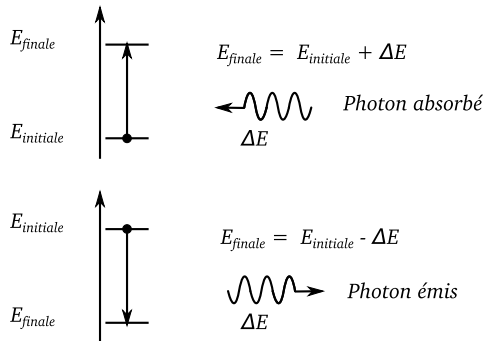 E_finale
E_finale = E_initiale + ΔE
Photon absorbé
E_initiale
ΔE
E_initiale
E_finale = E_initiale - ΔE
Photon émis
E_finale
ΔE